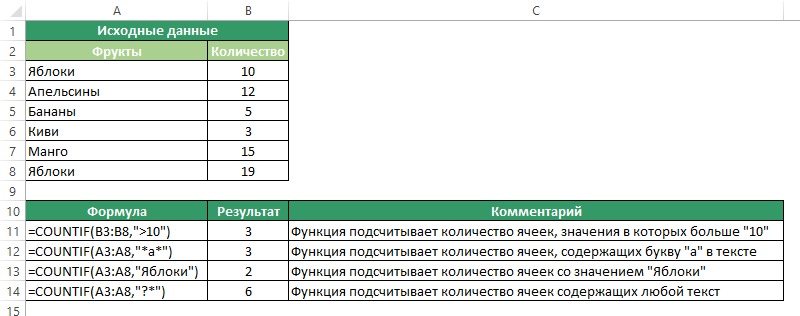 A B C
1 Исходные данные
2 Фрукты Количество
3 Яблоки 10
4 Апельсины 12
5 Бананы 5
6 Киви 3
7 Манго 15
8 Яблоки 19
9
10 Формула Результат Комментарий
11 =COUNTIF(B3:B8,">10") 3 Функция подсчитывает количество ячеек, значения в которых больше "10"
12 =COUNTIF(A3:A8,"*а*") 3 Функция подсчитывает количество ячеек, содержащих букву "а" в тексте
13 =COUNTIF(A3:A8,"Яблоки") 2 Функция подсчитывает количество ячеек со значением "Яблоки"
14 =COUNTIF(A3:A8,"?*") 6 Функция подсчитывает количество ячеек содержащих любой текст
15